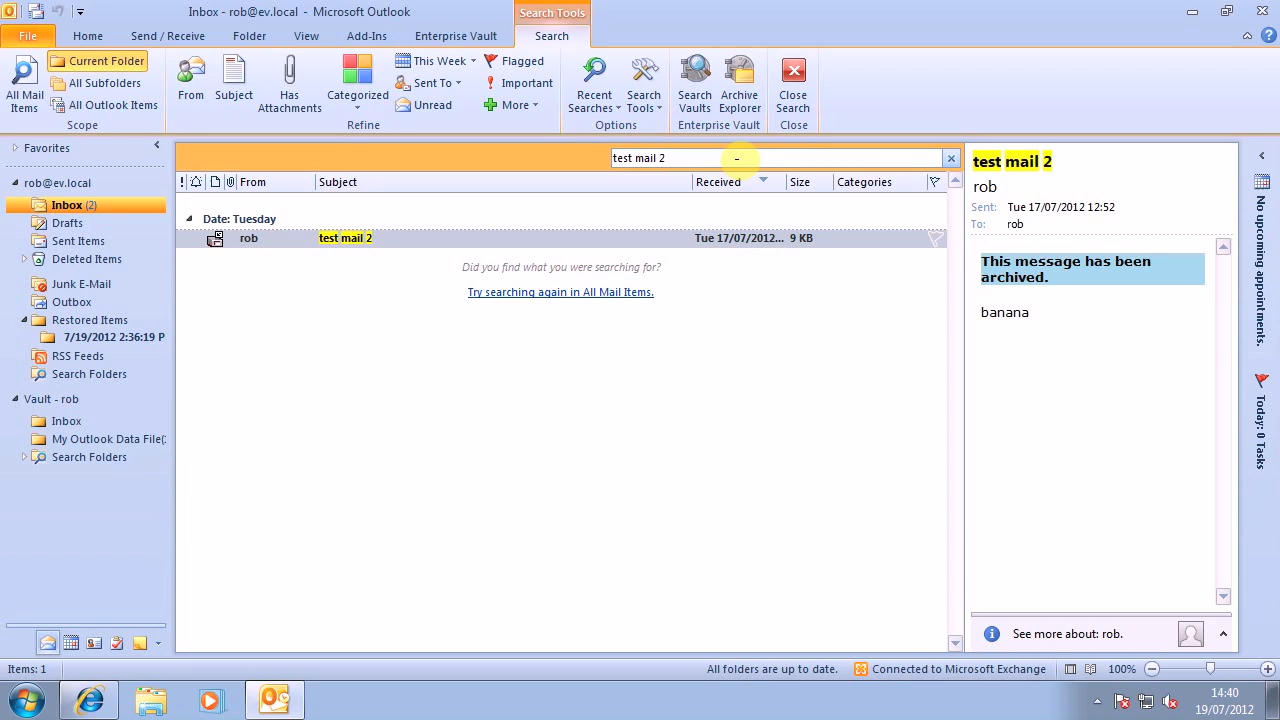 Inbox - rob@ev.local - Microsoft Outlook
Search Tools
File Home Send / Receive Folder View Add-Ins Enterprise Vault Search
All Mail Items
Current Folder
All Subfolders
All Outlook Items
Scope
From
Subject
Has Attachments
Categorized
This Week
Sent To
Unread
Flagged
Important
More
Refine
Recent Searches
Search Tools
Options
Search Vaults
Archive Explorer
Enterprise Vault
Close Search
Close
Favorites
rob@ev.local
Inbox (2)
Drafts
Sent Items
Deleted Items
Junk E-Mail
Outbox
Restored Items
7/19/2012 2:36:19 P
RSS Feeds
Search Folders
Vault - rob
Inbox
My Outlook Data File(
Search Folders
test mail 2
! From Subject Received Size Categories
Date: Tuesday
rob test mail 2 Tue 17/07/2012... 9 KB
Did you find what you were searching for?
Try searching again in All Mail Items.
test mail 2
rob
Sent: Tue 17/07/2012 12:52
To: rob
This message has been
archived.
banana
See more about: rob.
No upcoming appointments.
Today: 0 Tasks
Items: 1
All folders are up to date.
Connected to Microsoft Exchange
100%
14:40
19/07/2012